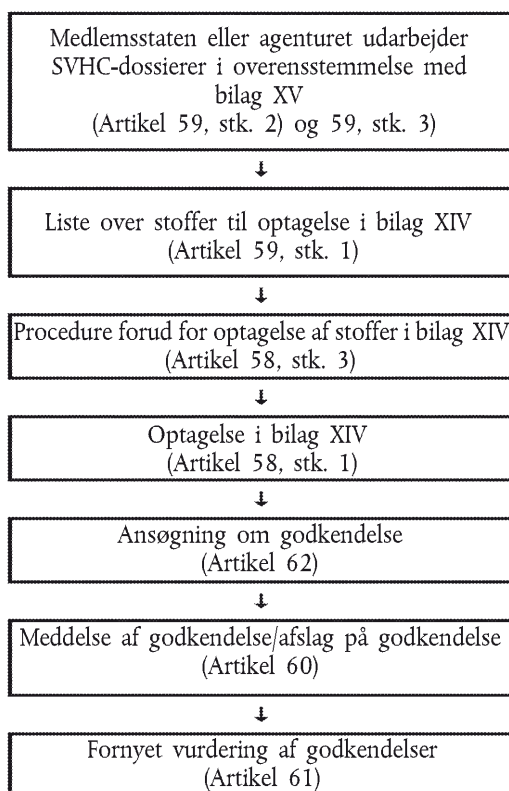 Medlemsstaten eller agenturet udarbejder
SVHC-dossierer i overensstemmelse med
bilag XV
(Artikel 59, stk. 2) og 59, stk. 3)
↓
Liste over stoffer til optagelse i bilag XIV
(Artikel 59, stk. 1)
↓
Procedure forud for optagelse af stoffer i bilag XIV
(Artikel 58, stk. 3)
↓
Optagelse i bilag XIV
(Artikel 58, stk. 1)
↓
Ansøgning om godkendelse
(Artikel 62)
↓
Meddelse af godkendelse/afslag på godkendelse
(Artikel 60)
↓
Fornyet vurdering af godkendelser
(Artikel 61)